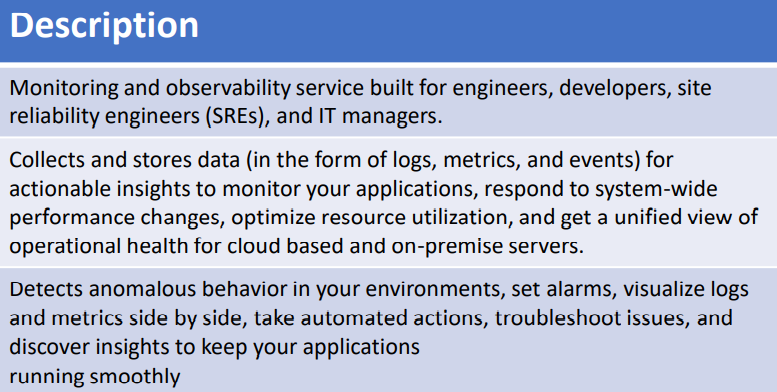 Description
Monitoring and observability service built for engineers, developers, site
reliability engineers (SREs), and IT managers.
Collects and stores data (in the form of logs, metrics, and events) for
actionable insights to monitor your applications, respond to system-wide
performance changes, optimize resource utilization, and get a unified view of
operational health for cloud based and on-premise servers.
Detects anomalous behavior in your environments, set alarms, visualize logs
and metrics side by side, take automated actions, troubleshoot issues, and
discover insights to keep your applications
running smoothly